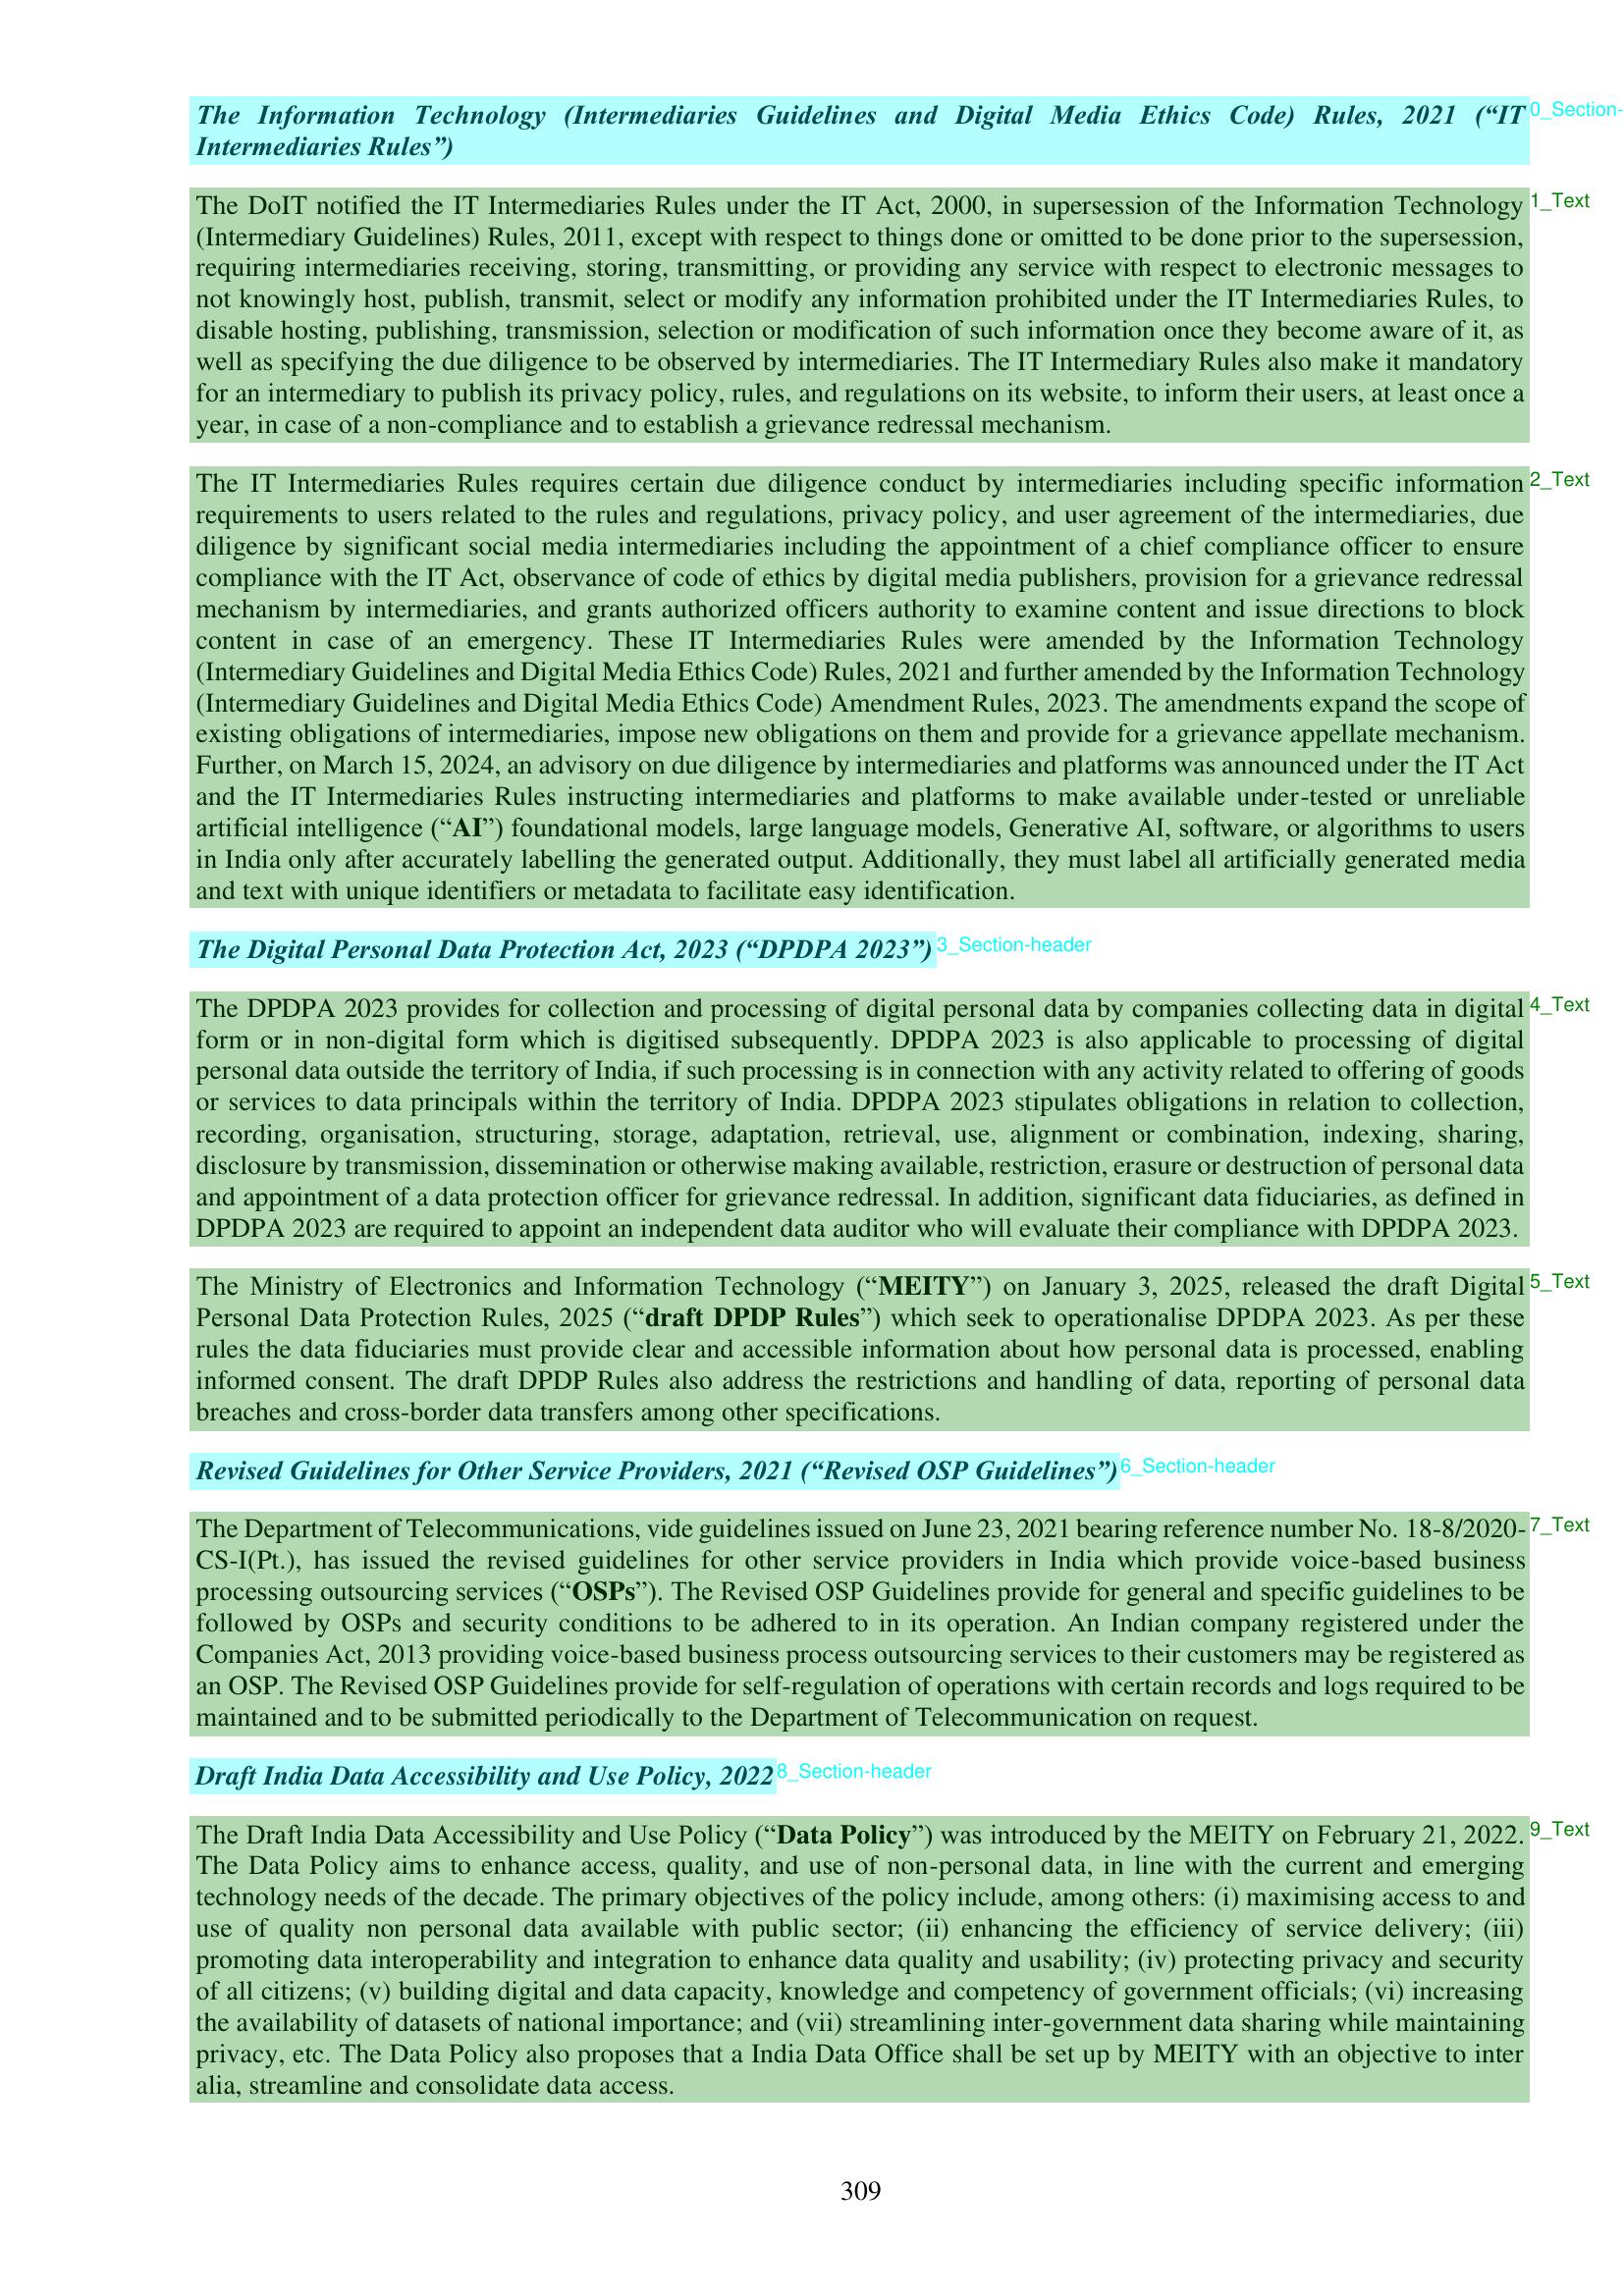 The Information Technology (Intermediaries Guidelines and Digital Media Ethics Code) Rules, 2021 (“IT
0_Section-
Intermediaries Rules”)
The DoIT notified the IT Intermediaries Rules under the IT Act, 2000, in supersession of the Information Technology
1_Text
(Intermediary Guidelines) Rules, 2011, except with respect to things done or omitted to be done prior to the supersession,
requiring intermediaries receiving, storing, transmitting, or providing any service with respect to electronic messages to
not knowingly host, publish, transmit, select or modify any information prohibited under the IT Intermediaries Rules, to
disable hosting, publishing, transmission, selection or modification of such information once they become aware of it, as
well as specifying the due diligence to be observed by intermediaries. The IT Intermediary Rules also make it mandatory
for an intermediary to publish its privacy policy, rules, and regulations on its website, to inform their users, at least once a
year, in case of a non-compliance and to establish a grievance redressal mechanism.
The IT Intermediaries Rules requires certain due diligence conduct by intermediaries including specific information
2_Text
requirements to users related to the rules and regulations, privacy policy, and user agreement of the intermediaries, due
diligence by significant social media intermediaries including the appointment of a chief compliance officer to ensure
compliance with the IT Act, observance of code of ethics by digital media publishers, provision for a grievance redressal
mechanism by intermediaries, and grants authorized officers authority to examine content and issue directions to block
content in case of an emergency. These IT Intermediaries Rules were amended by the Information Technology
(Intermediary Guidelines and Digital Media Ethics Code) Rules, 2021 and further amended by the Information Technology
(Intermediary Guidelines and Digital Media Ethics Code) Amendment Rules, 2023. The amendments expand the scope of
existing obligations of intermediaries, impose new obligations on them and provide for a grievance appellate mechanism.
Further, on March 15, 2024, an advisory on due diligence by intermediaries and platforms was announced under the IT Act
and the IT Intermediaries Rules instructing intermediaries and platforms to make available under-tested or unreliable
artificial intelligence (“AI”) foundational models, large language models, Generative AI, software, or algorithms to users
in India only after accurately labelling the generated output. Additionally, they must label all artificially generated media
and text with unique identifiers or metadata to facilitate easy identification.
The Digital Personal Data Protection Act, 2023 (“DPDPA 2023”)
3_Section-header
The DPDPA 2023 provides for collection and processing of digital personal data by companies collecting data in digital
4_Text
form or in non-digital form which is digitised subsequently. DPDPA 2023 is also applicable to processing of digital
personal data outside the territory of India, if such processing is in connection with any activity related to offering of goods
or services to data principals within the territory of India. DPDPA 2023 stipulates obligations in relation to collection,
recording, organisation, structuring, storage, adaptation, retrieval, use, alignment or combination, indexing, sharing,
disclosure by transmission, dissemination or otherwise making available, restriction, erasure or destruction of personal data
and appointment of a data protection officer for grievance redressal. In addition, significant data fiduciaries, as defined in
DPDPA 2023 are required to appoint an independent data auditor who will evaluate their compliance with DPDPA 2023.
The Ministry of Electronics and Information Technology (“MEITY”) on January 3, 2025, released the draft Digital
5_Text
Personal Data Protection Rules, 2025 (“draft DPDP Rules”) which seek to operationalise DPDPA 2023. As per these
rules the data fiduciaries must provide clear and accessible information about how personal data is processed, enabling
informed consent. The draft DPDP Rules also address the restrictions and handling of data, reporting of personal data
breaches and cross-border data transfers among other specifications.
Revised Guidelines for Other Service Providers, 2021 (“Revised OSP Guidelines”)
6_Section-header
The Department of Telecommunications, vide guidelines issued on June 23, 2021 bearing reference number No. 18-8/2020-
7_Text
CS-I(Pt.), has issued the revised guidelines for other service providers in India which provide voice-based business
processing outsourcing services (“OSPs”). The Revised OSP Guidelines provide for general and specific guidelines to be
followed by OSPs and security conditions to be adhered to in its operation. An Indian company registered under the
Companies Act, 2013 providing voice-based business process outsourcing services to their customers may be registered as
an OSP. The Revised OSP Guidelines provide for self-regulation of operations with certain records and logs required to be
maintained and to be submitted periodically to the Department of Telecommunication on request.
Draft India Data Accessibility and Use Policy, 2022
8_Section-header
The Draft India Data Accessibility and Use Policy (“Data Policy”) was introduced by the MEITY on February 21, 2022.
9_Text
The Data Policy aims to enhance access, quality, and use of non-personal data, in line with the current and emerging
technology needs of the decade. The primary objectives of the policy include, among others: (i) maximising access to and
use of quality non personal data available with public sector; (ii) enhancing the efficiency of service delivery; (iii)
promoting data interoperability and integration to enhance data quality and usability; (iv) protecting privacy and security
of all citizens; (v) building digital and data capacity, knowledge and competency of government officials; (vi) increasing
the availability of datasets of national importance; and (vii) streamlining inter-government data sharing while maintaining
privacy, etc. The Data Policy also proposes that a India Data Office shall be set up by MEITY with an objective to inter
alia, streamline and consolidate data access.
309